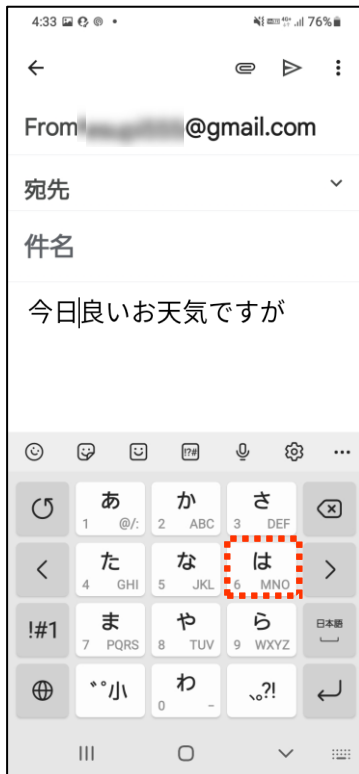 4:33 76%
From @gmail.com
宛先
件名
今日良いお天気ですが
!?#
あ 1 @/:
か 2 ABC
さ 3 DEF
た 4 GHI
な 5 JKL
は 6 MNO
!#1
ま 7 PQRS
や 8 TUV
ら 9 WXYZ
日本語
゛゜小
わ 0 -
、。?!